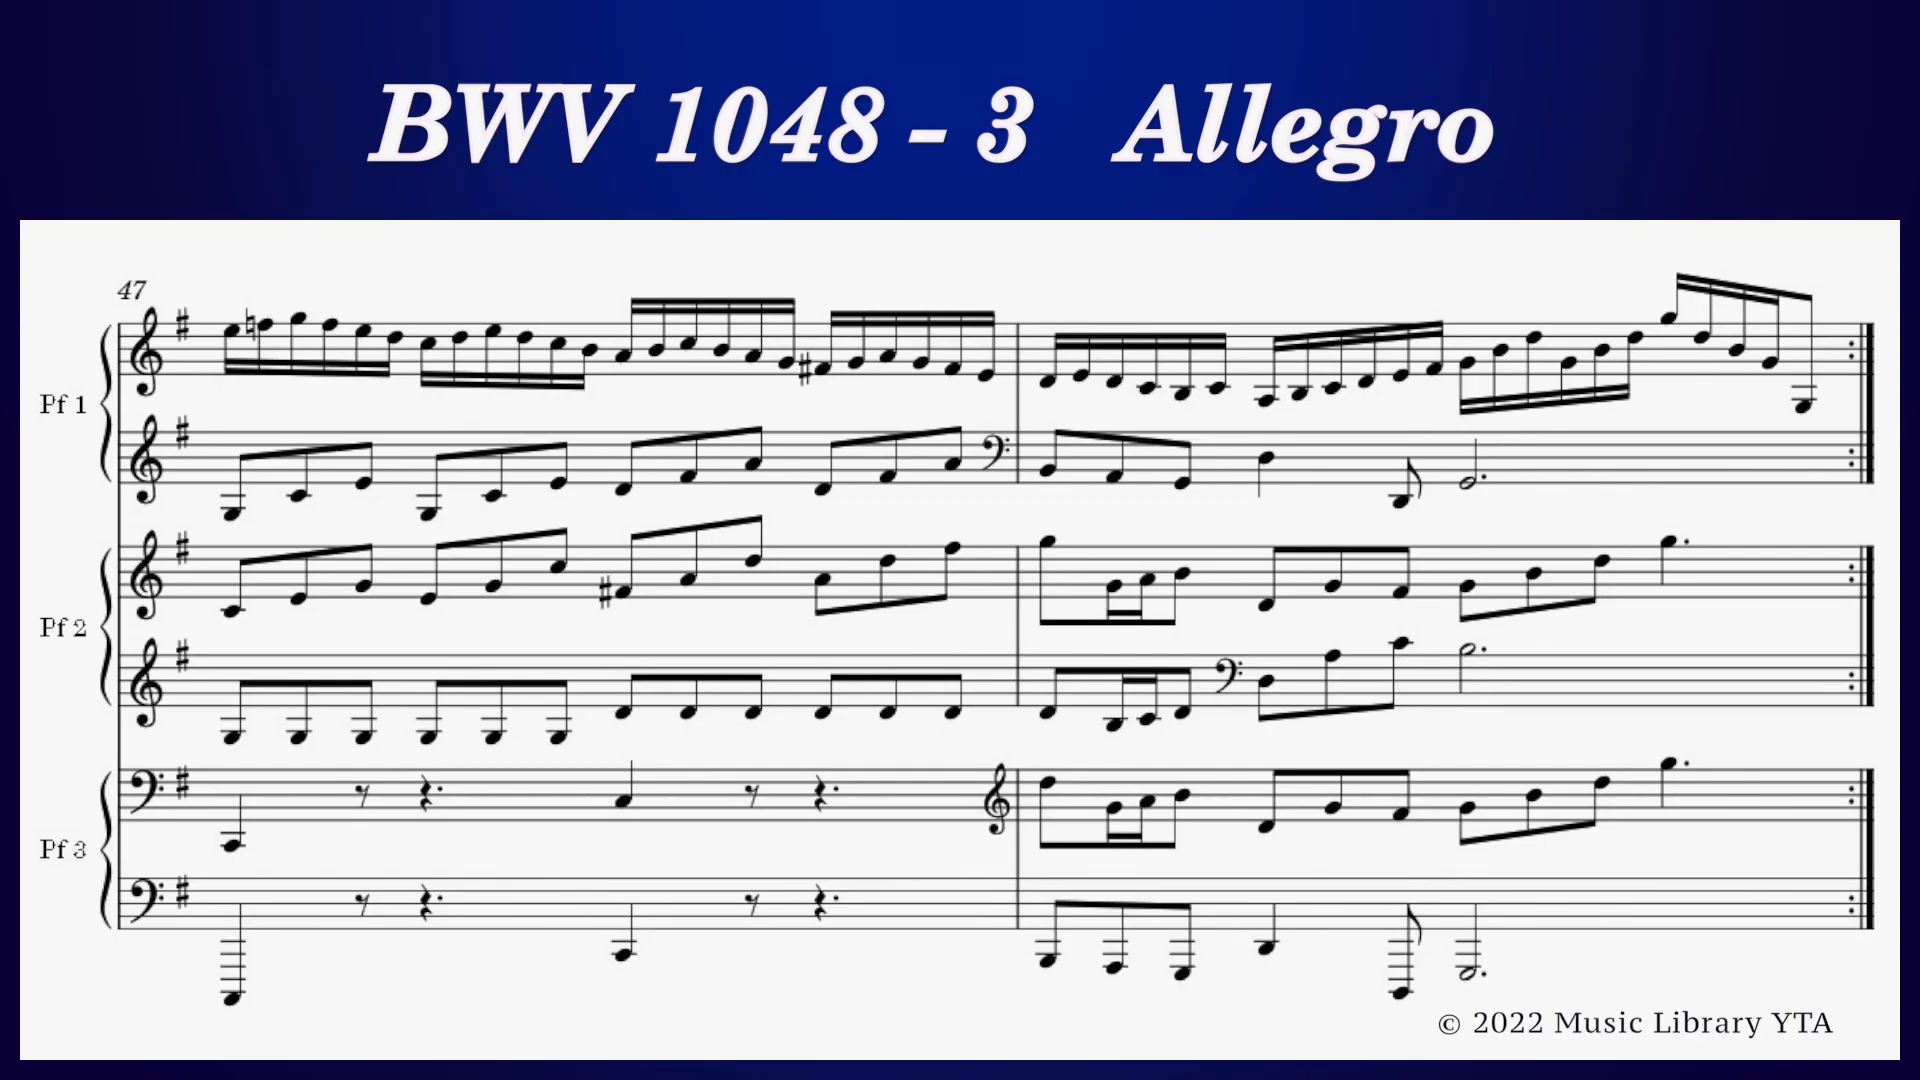 BWV 1048 - 3 Allegro
47
Pf 1
Pf 2
Pf 3
© 2022 Music Library YTA